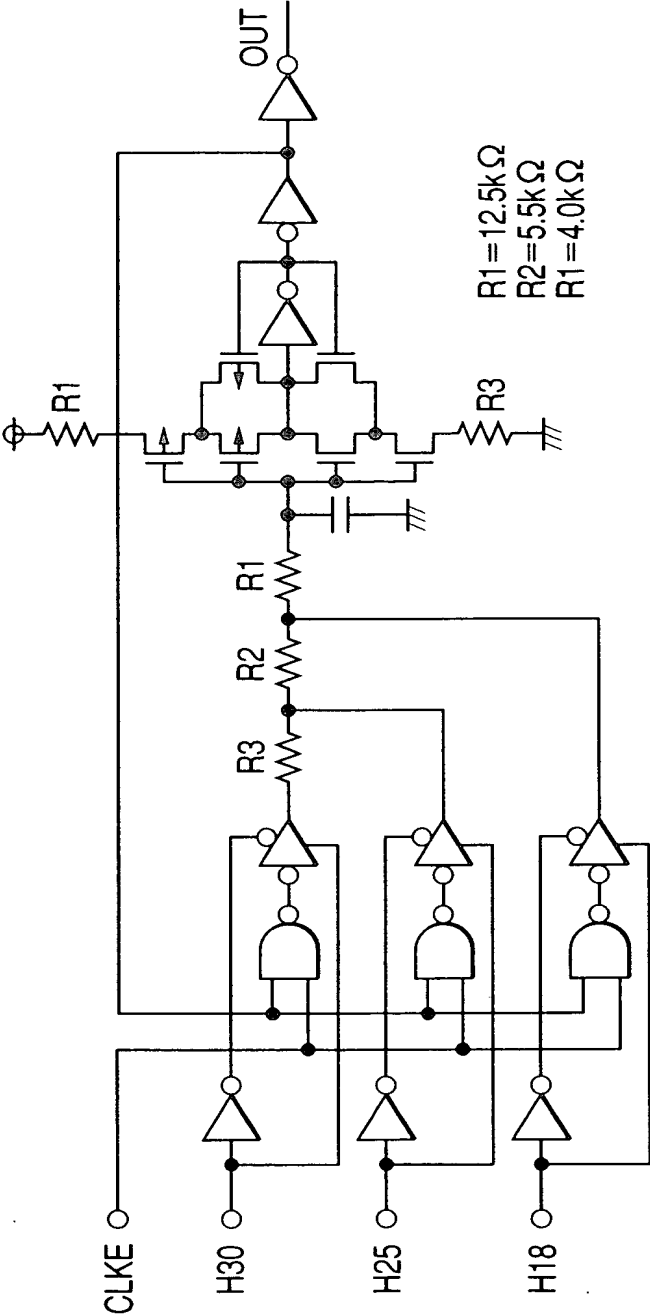 CLKE
H30
H25
H18
R3
R2
R1
R1
R3
OUT
R1=12.5kΩ
R2=5.5kΩ
R1=4.0kΩ